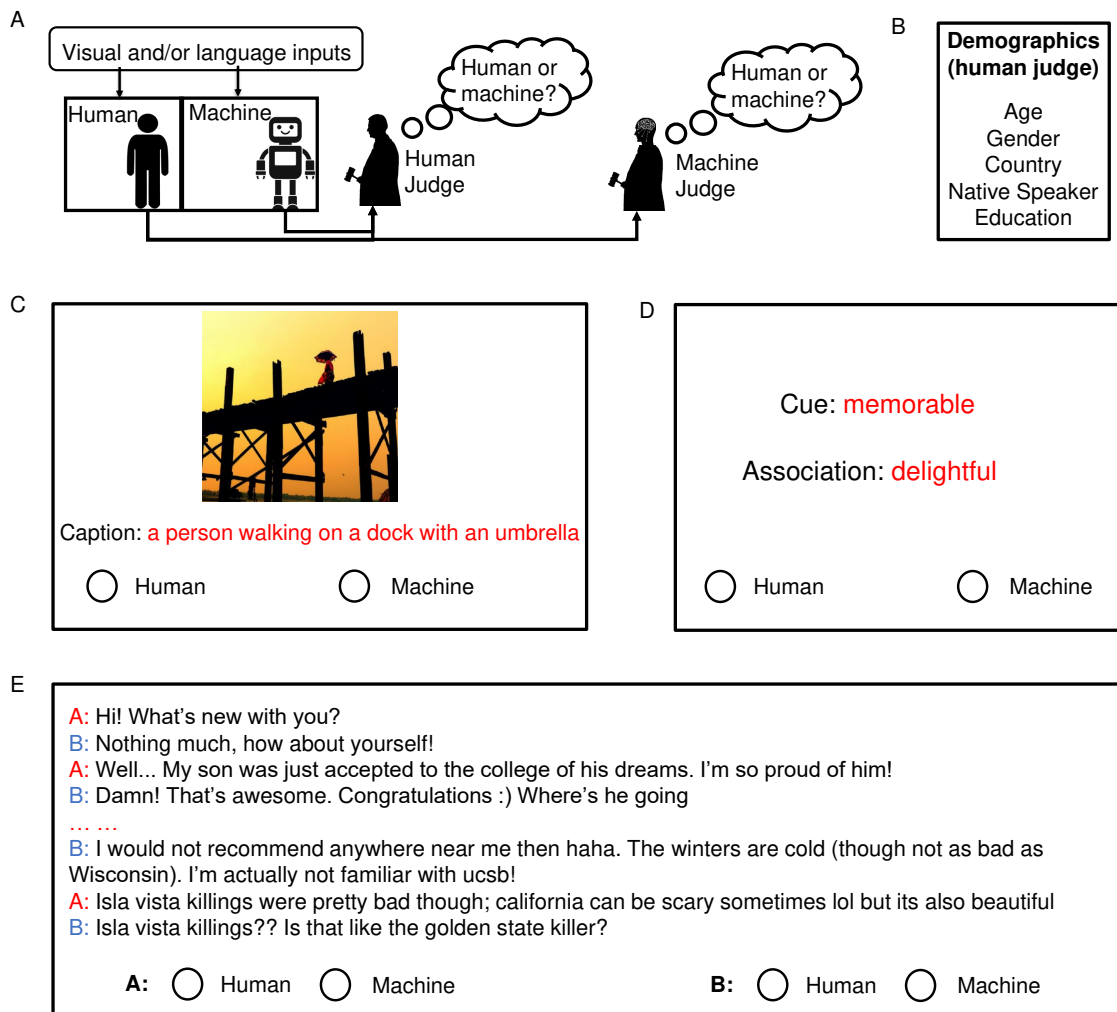 A
Visual and/or language inputs
Human
Machine
Human or
machine?
Human
Judge
Human or
machine?
Machine
Judge
B
Demographics
(human judge)
Age
Gender
Country
Native Speaker
Education
C
Caption: a person walking on a dock with an umbrella
Human
Machine
D
Cue: memorable
Association: delightful
Human
Machine
E
A: Hi! What's new with you?
B: Nothing much, how about yourself!
A: Well... My son was just accepted to the college of his dreams. I'm so proud of him!
B: Damn! That's awesome. Congratulations :) Where's he going
... ...
B: I would not recommend anywhere near me then haha. The winters are cold (though not as bad as
Wisconsin). I'm actually not familiar with ucsb!
A: Isla vista killings were pretty bad though; california can be scary sometimes lol but its also beautiful
B: Isla vista killings?? Is that like the golden state killer?
A: Human Machine B: Human Machine